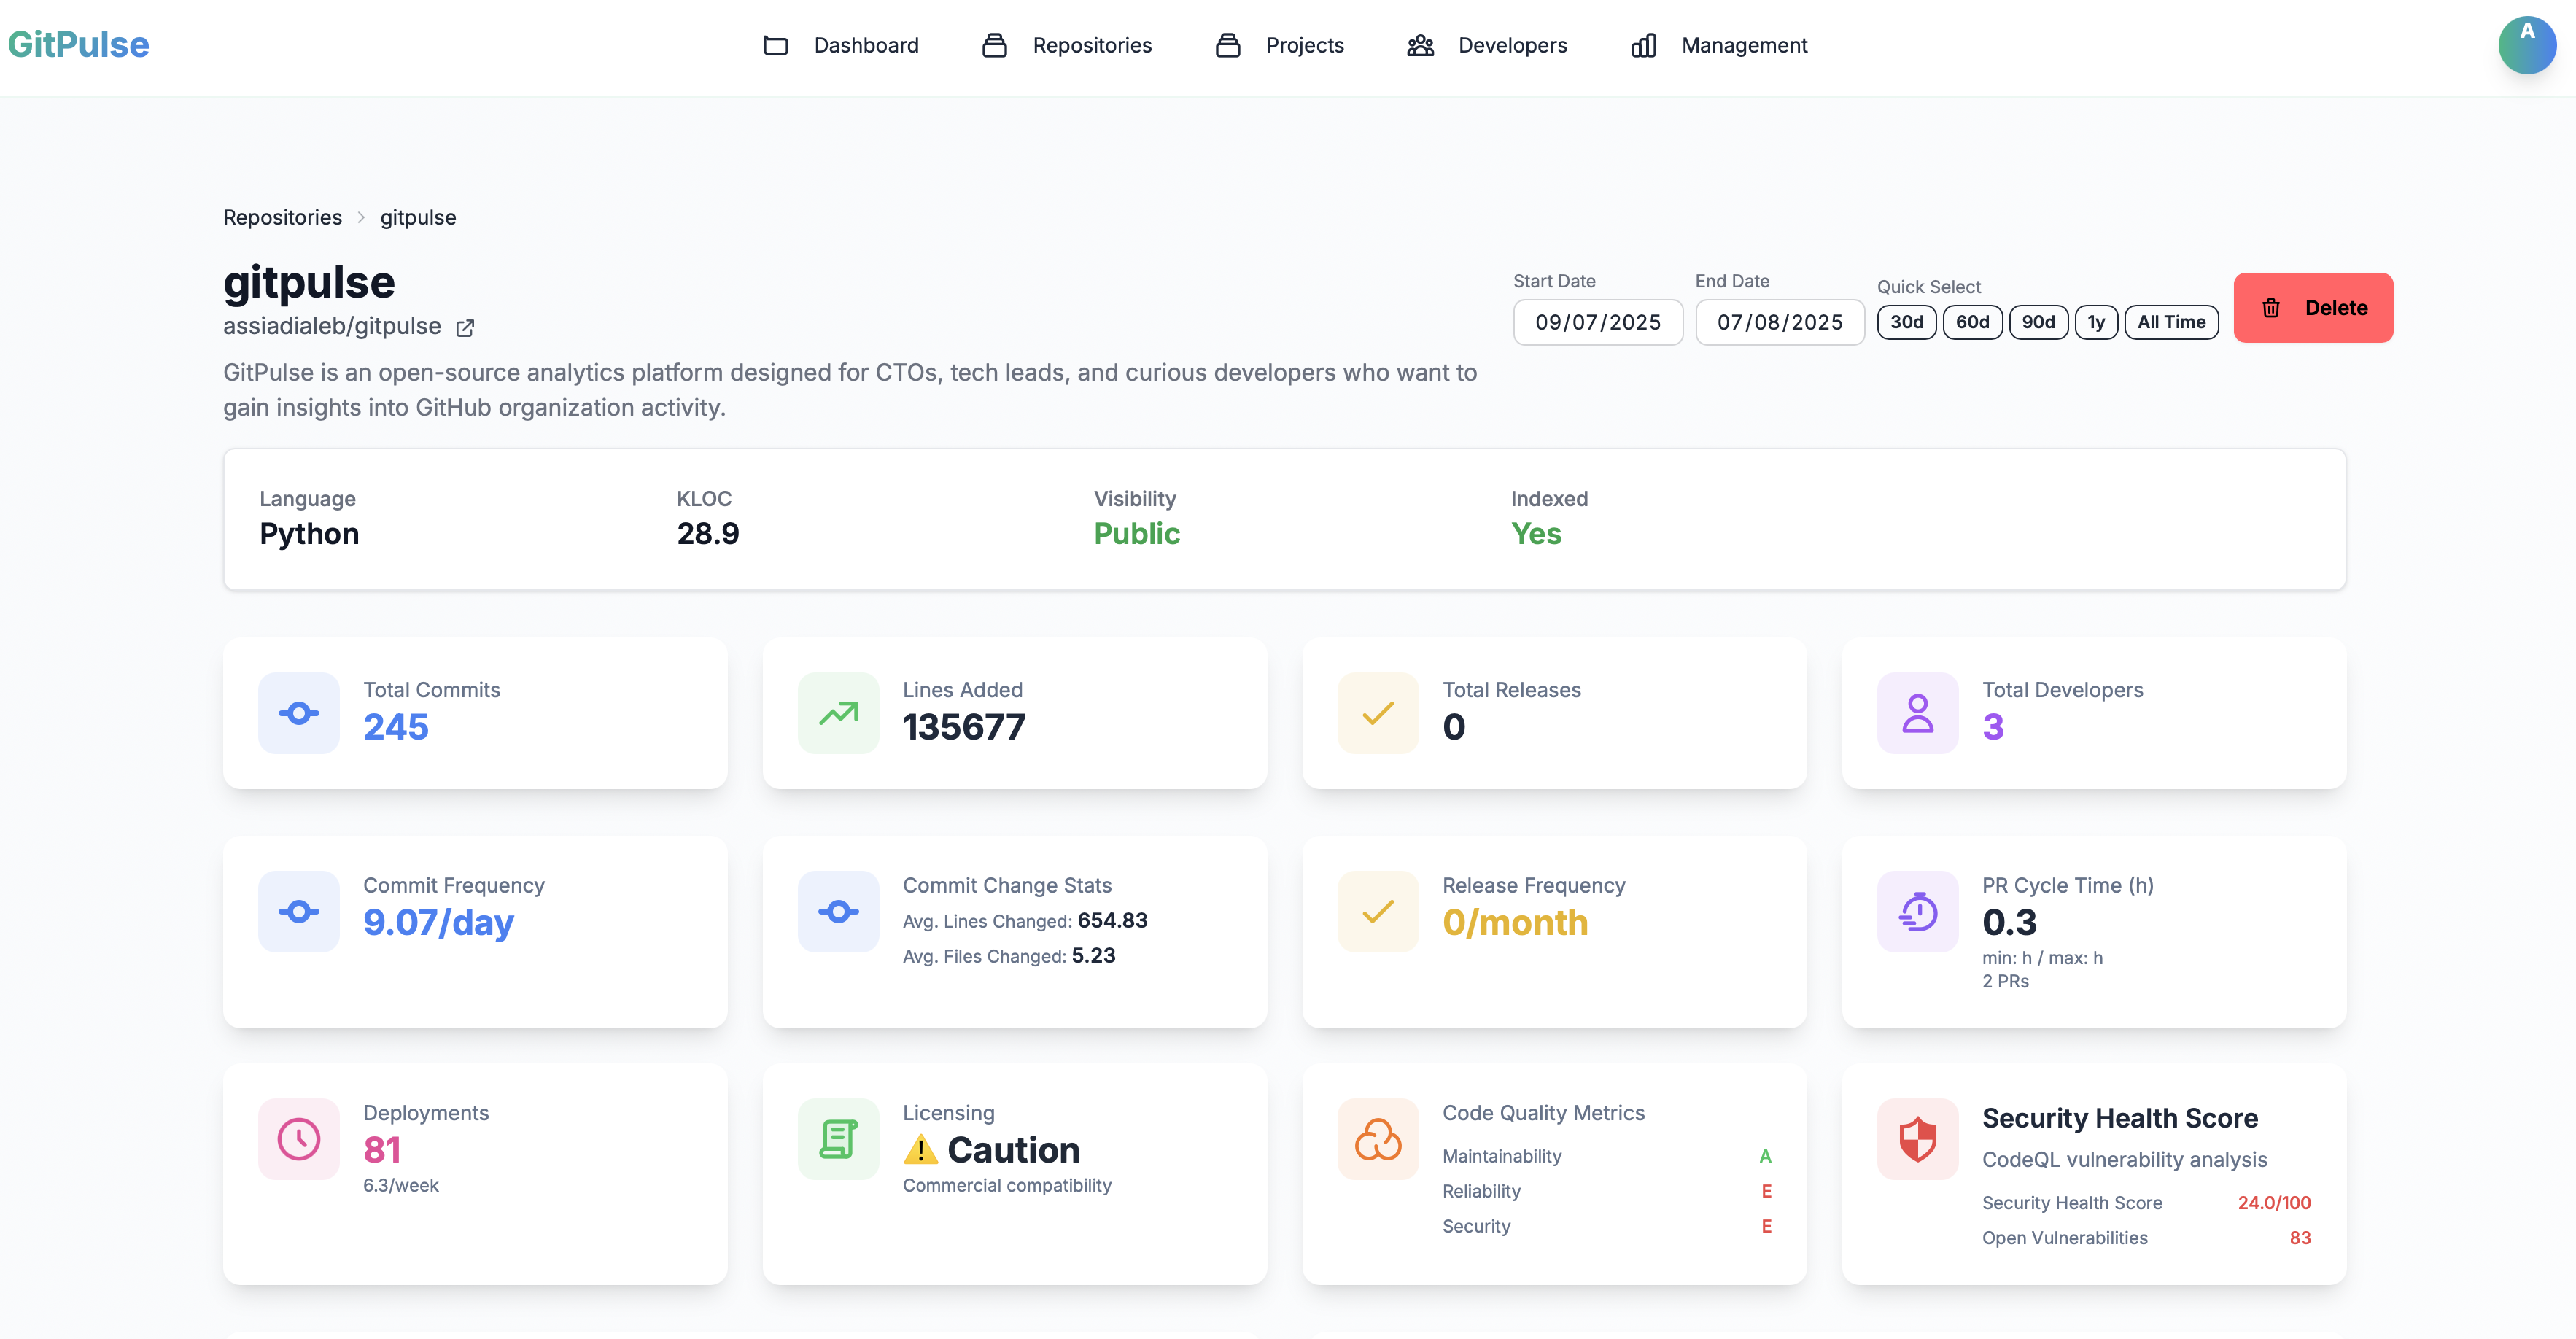 GitPulse
Dashboard
Repositories
Projects
Developers
Management
A
Repositories > gitpulse
gitpulse
assiadialeb/gitpulse
GitPulse is an open-source analytics platform designed for CTOs, tech leads, and curious developers who want to
gain insights into GitHub organization activity.
Start Date
09/07/2025
End Date
07/08/2025
Quick Select
30d 60d 90d 1y All Time
Delete
Language
Python
KLOC
28.9
Visibility
Public
Indexed
Yes
Total Commits
245
Lines Added
135677
Total Releases
0
Total Developers
3
Commit Frequency
9.07/day
Commit Change Stats
Avg. Lines Changed: 654.83
Avg. Files Changed: 5.23
Release Frequency
0/month
PR Cycle Time (h)
0.3
min: h / max: h
2 PRs
Deployments
81
6.3/week
Licensing
⚠️ Caution
Commercial compatibility
Code Quality Metrics
Maintainability A
Reliability E
Security E
Security Health Score
CodeQL vulnerability analysis
Security Health Score 24.0/100
Open Vulnerabilities 83